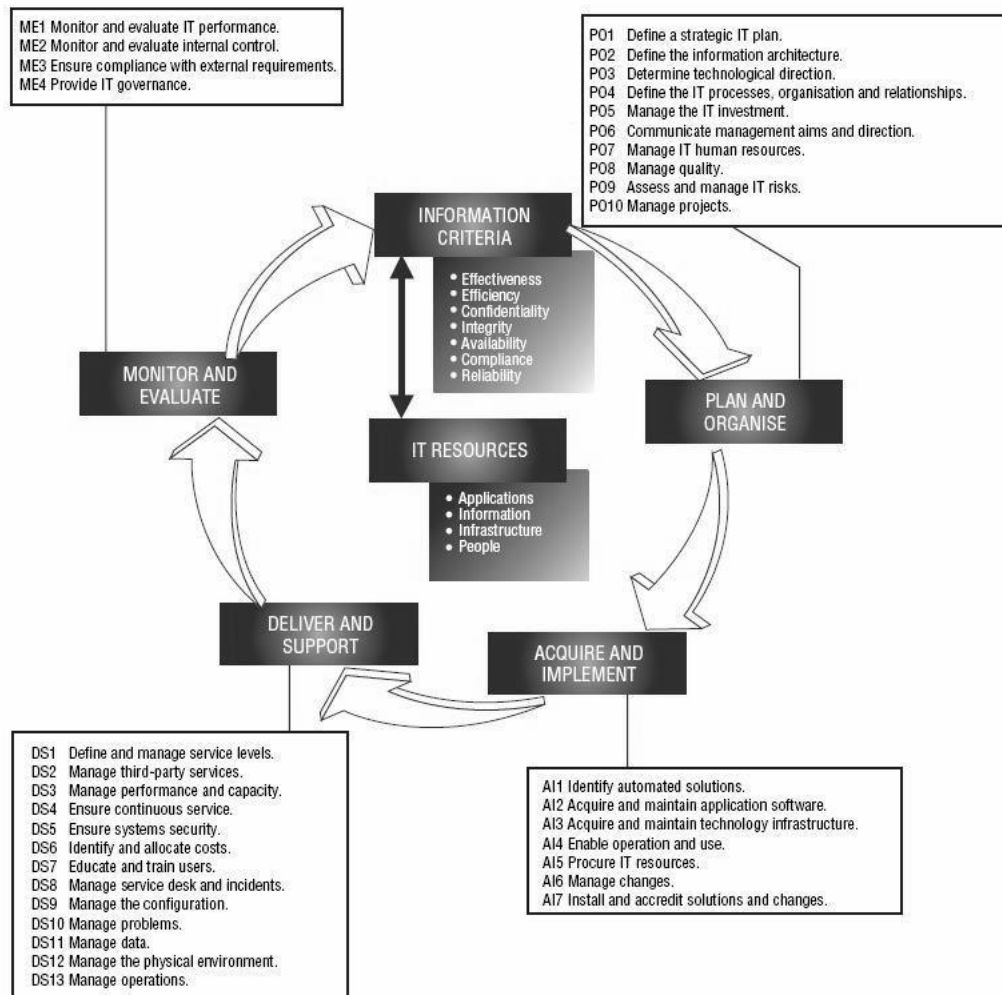 ME1 Monitor and evaluate IT performance.
ME2 Monitor and evaluate internal control.
ME3 Ensure compliance with external requirements.
ME4 Provide IT governance.
PO1 Define a strategic IT plan.
PO2 Define the information architecture.
PO3 Determine technological direction.
PO4 Define the IT processes, organisation and relationships.
PO5 Manage the IT investment.
PO6 Communicate management aims and direction.
PO7 Manage IT human resources.
PO8 Manage quality.
PO9 Assess and manage IT risks.
PO10 Manage projects.
INFORMATION
CRITERIA
• Effectiveness
• Efficiency
• Confidentiality
• Integrity
• Availability
• Compliance
• Reliability
MONITOR AND
EVALUATE
PLAN AND
ORGANISE
IT RESOURCES
• Applications
• Information
• Infrastructure
• People
DELIVER AND
SUPPORT
ACQUIRE AND
IMPLEMENT
DS1 Define and manage service levels.
DS2 Manage third-party services.
DS3 Manage performance and capacity.
DS4 Ensure continuous service.
DS5 Ensure systems security.
DS6 Identify and allocate costs.
DS7 Educate and train users.
DS8 Manage service desk and incidents.
DS9 Manage the configuration.
DS10 Manage problems.
DS11 Manage data.
DS12 Manage the physical environment.
DS13 Manage operations.
AI1 Identify automated solutions.
AI2 Acquire and maintain application software.
AI3 Acquire and maintain technology infrastructure.
AI4 Enable operation and use.
AI5 Procure IT resources.
AI6 Manage changes.
AI7 Install and accredit solutions and changes.